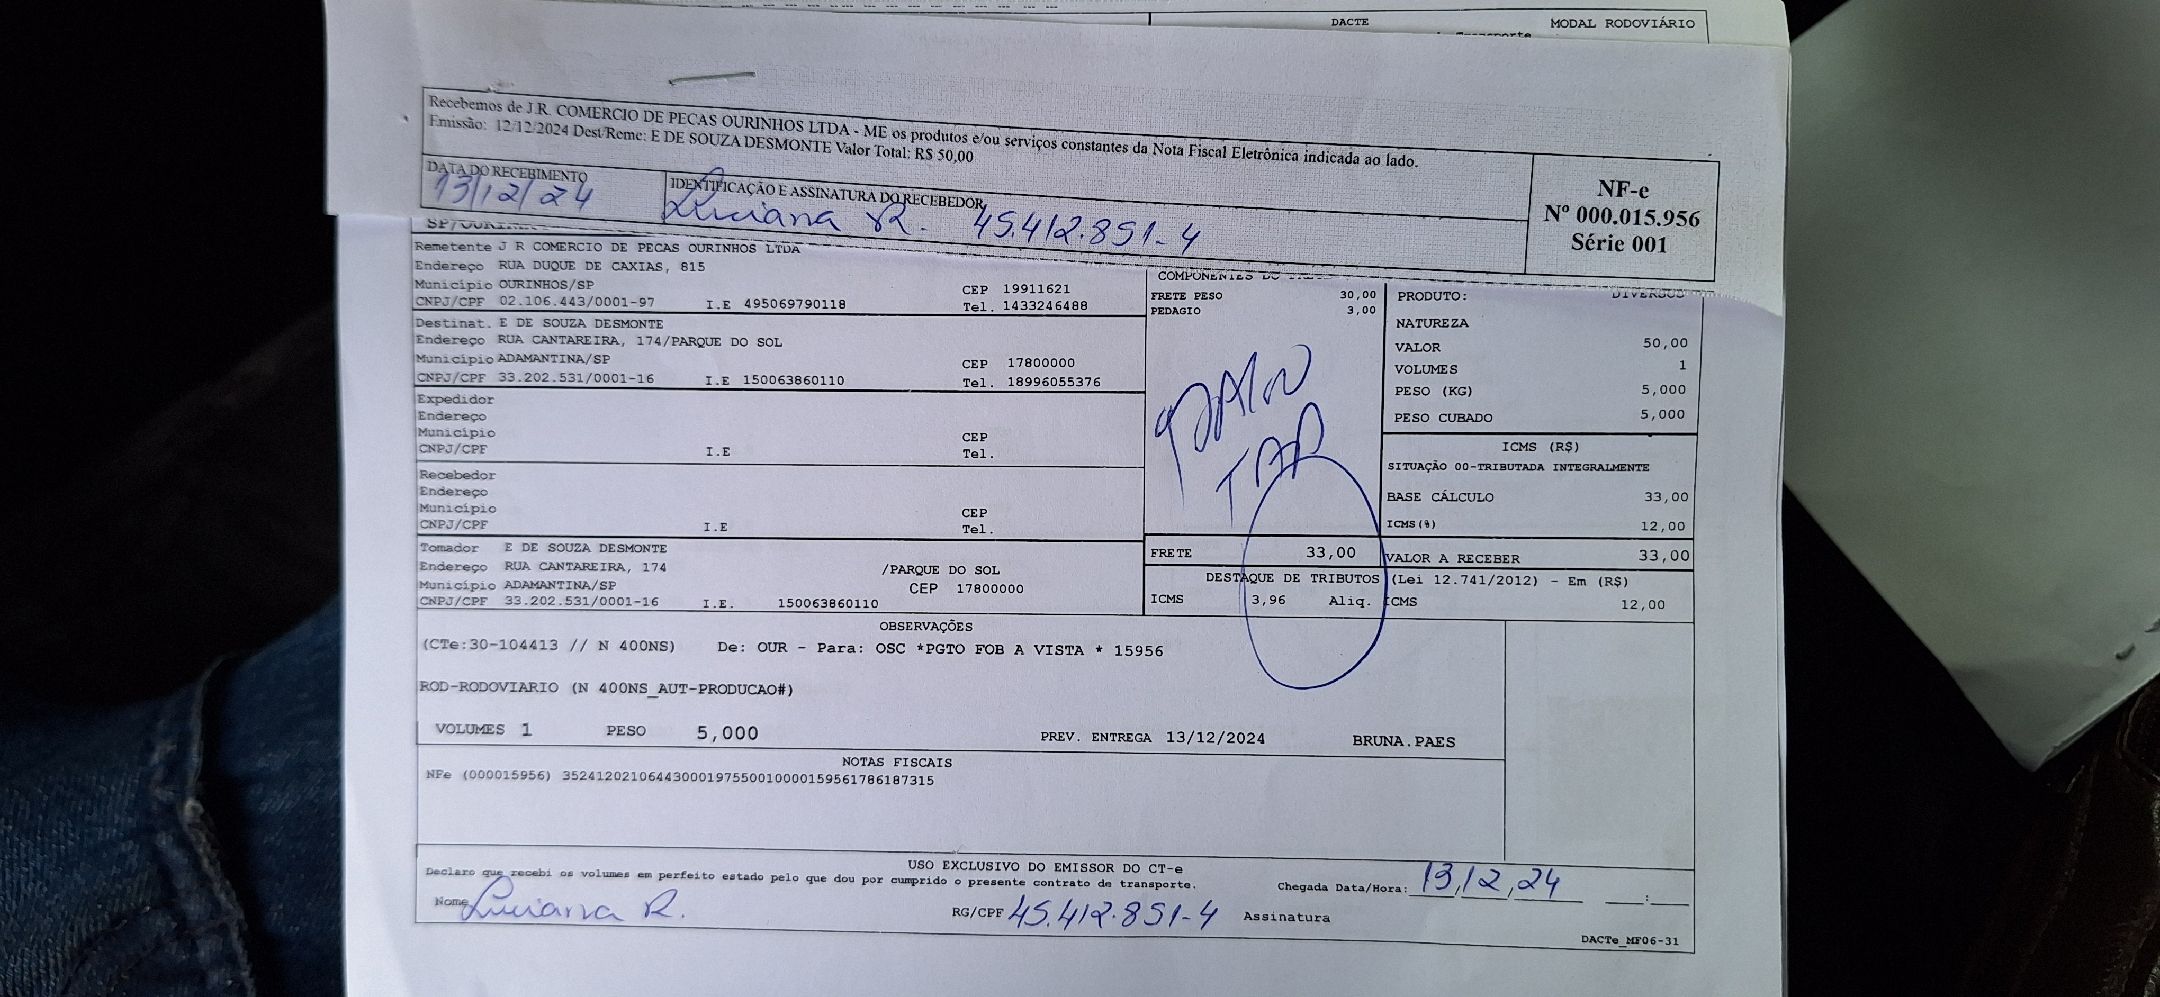 DACTE MODAL RODOVIÁRIO
Recebemos de J.R. COMERCIO DE PECAS OURINHOS LTDA - ME os produtos e/ou serviços constantes da Nota Fiscal Eletrônica indicada ao lado.
Emissão: 12/12/2024 Dest/Reme: E DE SOUZA DESMONTE Valor Total: R$ 50,00
DATA DO RECEBIMENTO
13/12/24
IDENTIFICAÇÃO E ASSINATURA DO RECEBEDOR
Luciana R. 45.412.851-4
NF-e
Nº 000.015.956
Série 001
Remetente J R COMERCIO DE PECAS OURINHOS LTDA
Endereço RUA DUQUE DE CAXIAS, 815
Município OURINHOS/SP CEP 19911621
CNPJ/CPF 02.106.443/0001-97 I.E 495069790118 Tel. 1433246488
Destinat. E DE SOUZA DESMONTE
Endereço RUA CANTAREIRA, 174/PARQUE DO SOL
Município ADAMANTINA/SP CEP 17800000
CNPJ/CPF 33.202.531/0001-16 I.E 150063860110 Tel. 18996055376
Expedidor
Endereço
Município CEP
CNPJ/CPF I.E Tel.
Recebedor
Endereço
Município CEP
CNPJ/CPF I.E Tel.
Tomador E DE SOUZA DESMONTE
Endereço RUA CANTAREIRA, 174 /PARQUE DO SOL
Município ADAMANTINA/SP CEP 17800000
CNPJ/CPF 33.202.531/0001-16 I.E. 150063860110
COMPONENTES DO
FRETE PESO 30,00
PEDAGIO 3,00
FRETE 33,00
PRODUTO: DIVERSOS
NATUREZA
VALOR 50,00
VOLUMES 1
PESO (KG) 5,000
PESO CUBADO 5,000
ICMS (R$)
SITUAÇÃO 00-TRIBUTADA INTEGRALMENTE
BASE CÁLCULO 33,00
ICMS(%) 12,00
VALOR A RECEBER 33,00
DESTAQUE DE TRIBUTOS (Lei 12.741/2012) - Em (R$)
ICMS 3,96 Aliq. ICMS 12,00
OBSERVAÇÕES
(CTe:30-104413 // N 400NS) De: OUR - Para: OSC *PGTO FOB A VISTA * 15956
ROD-RODOVIARIO (N 400NS_AUT-PRODUCAO#)
VOLUMES 1 PESO 5,000 PREV. ENTREGA 13/12/2024 BRUNA.PAES
NOTAS FISCAIS
NFe (000015956) 35241202106443000197550010000159561786187315
USO EXCLUSIVO DO EMISSOR DO CT-e
Declaro que recebi os volumes em perfeito estado pelo que dou por cumprido o presente contrato de transporte.
Chegada Data/Hora: 13,12,24 :
Nome Luciana R. RG/CPF 45.412.851-4 Assinatura
DACTe_MF06-31